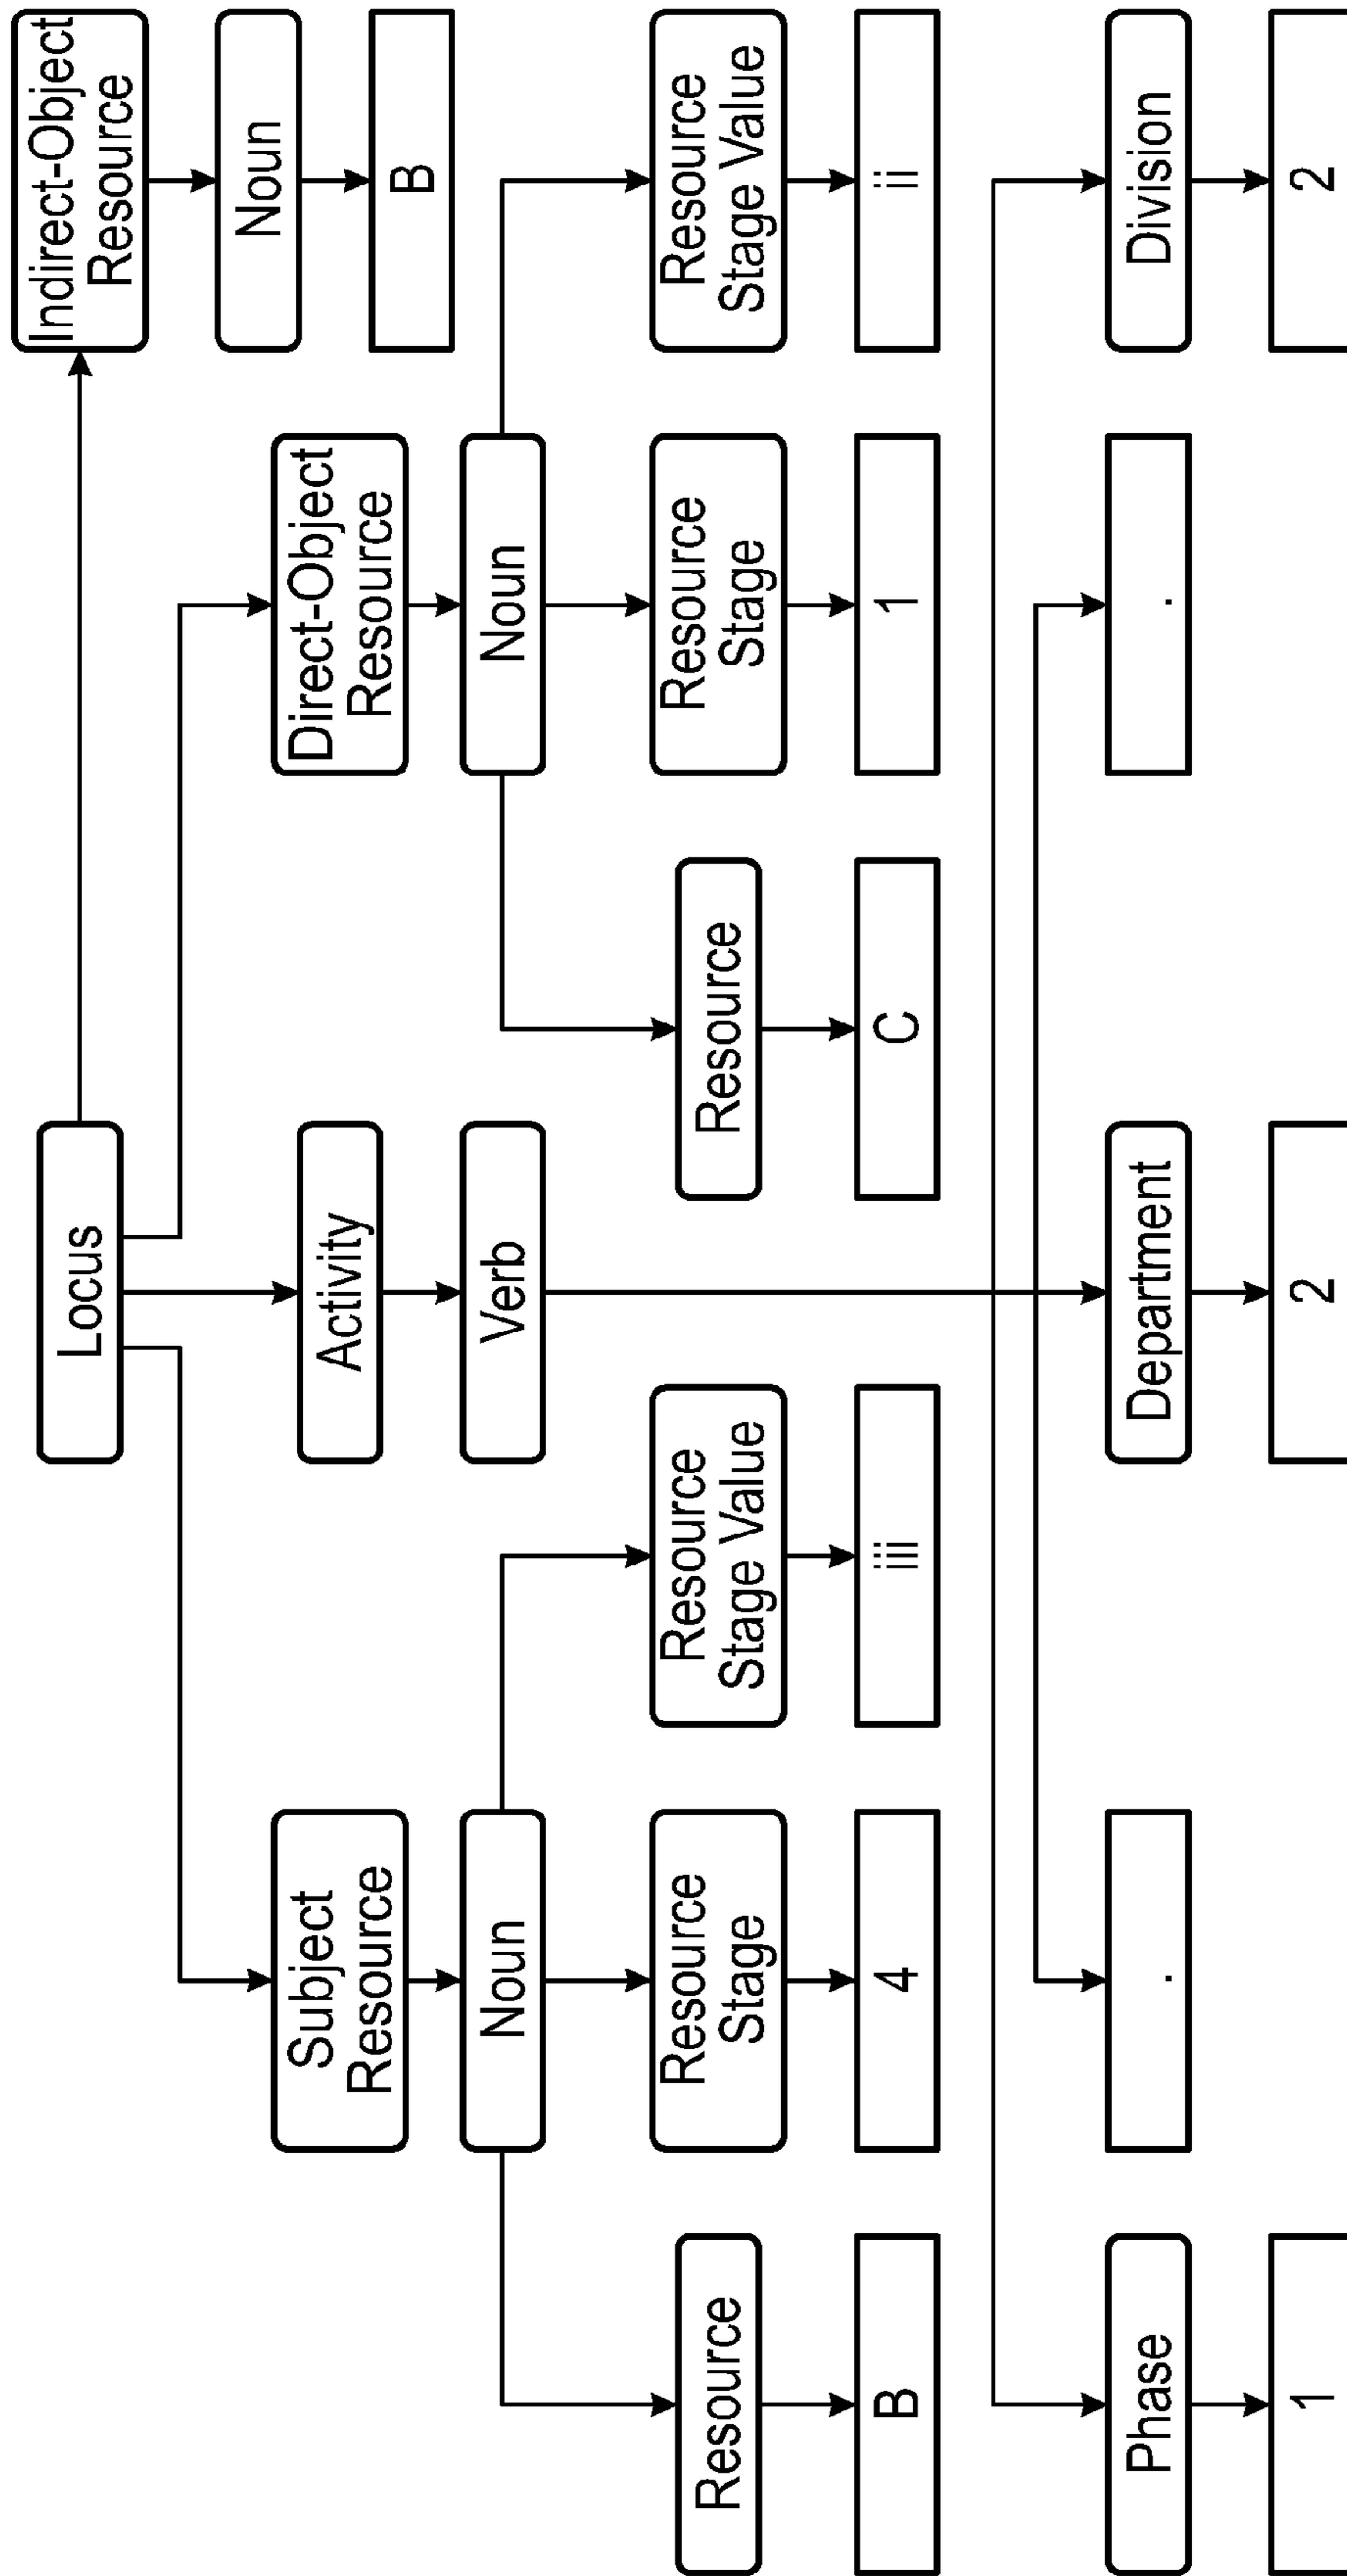 Locus
Indirect-Object
Resource
Noun
B
Subject
Resource
Activity
Direct-Object
Resource
Noun
Verb
Noun
Resource
Resource
Stage
Resource
Stage Value
Resource
Resource
Stage
Resource
Stage Value
B
4
iii
C
1
ii
Phase
.
Department
.
Division
1
2
2